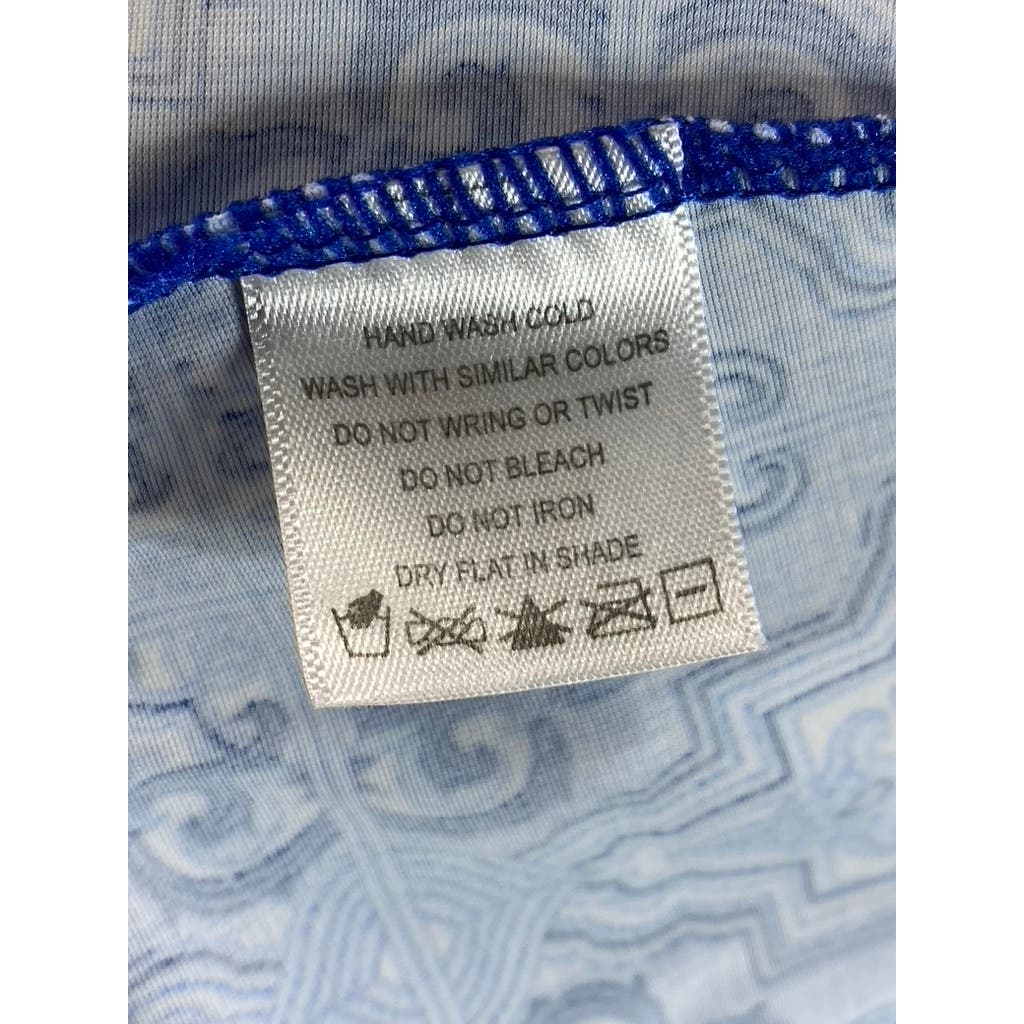 HAND WASH COLD
WASH WITH SIMILAR COLORS
DO NOT WRING OR TWIST
DO NOT BLEACH
DO NOT IRON
DRY FLAT IN SHADE